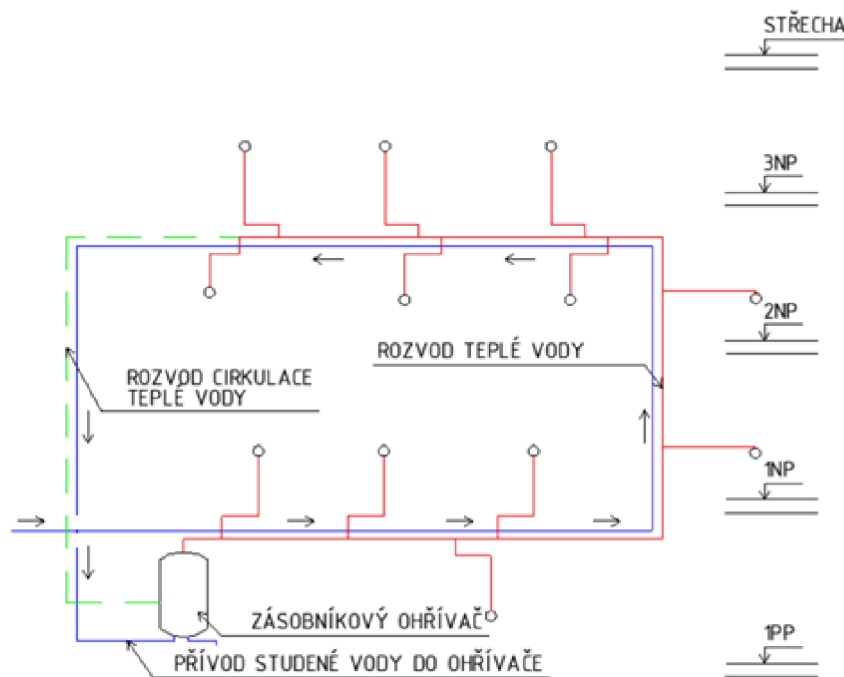 STŘECHA
3NP
2NP
ROZVOD TEPLÉ VODY
ROZVOD CIRKULACE
TEPLÉ VODY
1NP
ZÁSOBNÍKOVÝ OHŘÍVAČ
1PP
PŘÍVOD STUDENÉ VODY DO OHŘÍVAČE